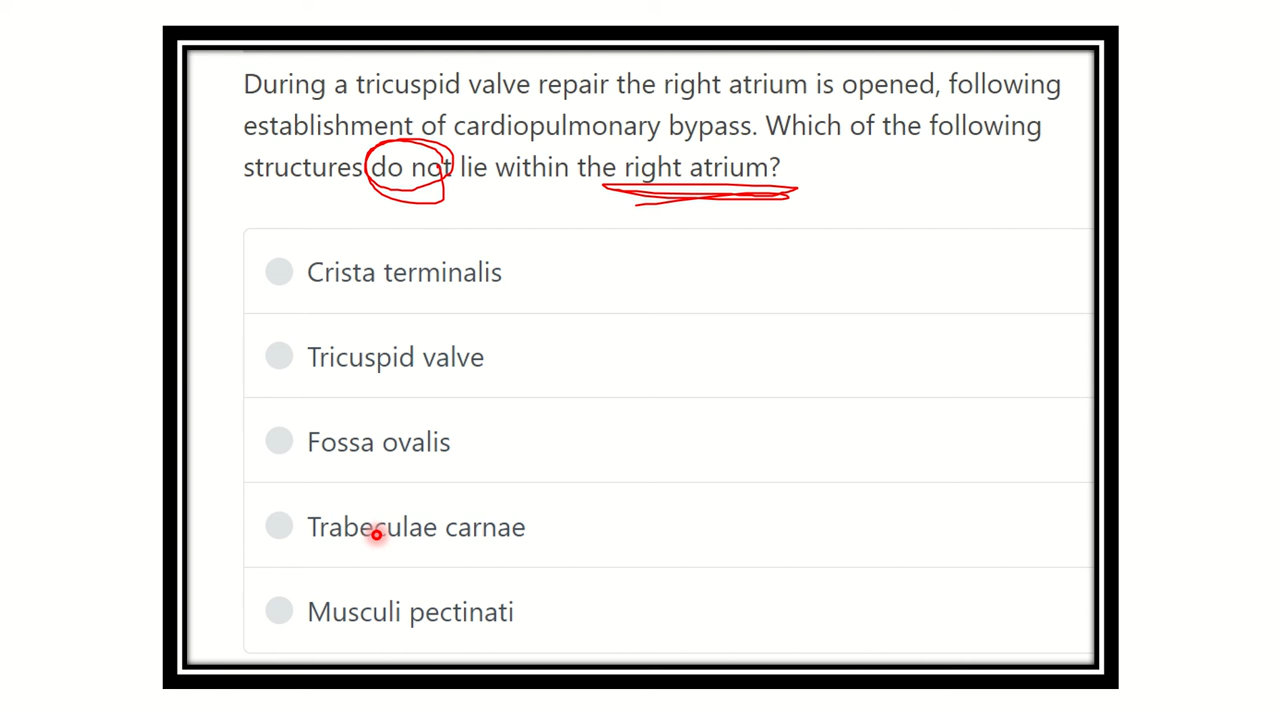 During a tricuspid valve repair the right atrium is opened, following
establishment of cardiopulmonary bypass. Which of the following
structures do not lie within the right atrium?
Crista terminalis
Tricuspid valve
Fossa ovalis
Trabeculae carnae
Musculi pectinati